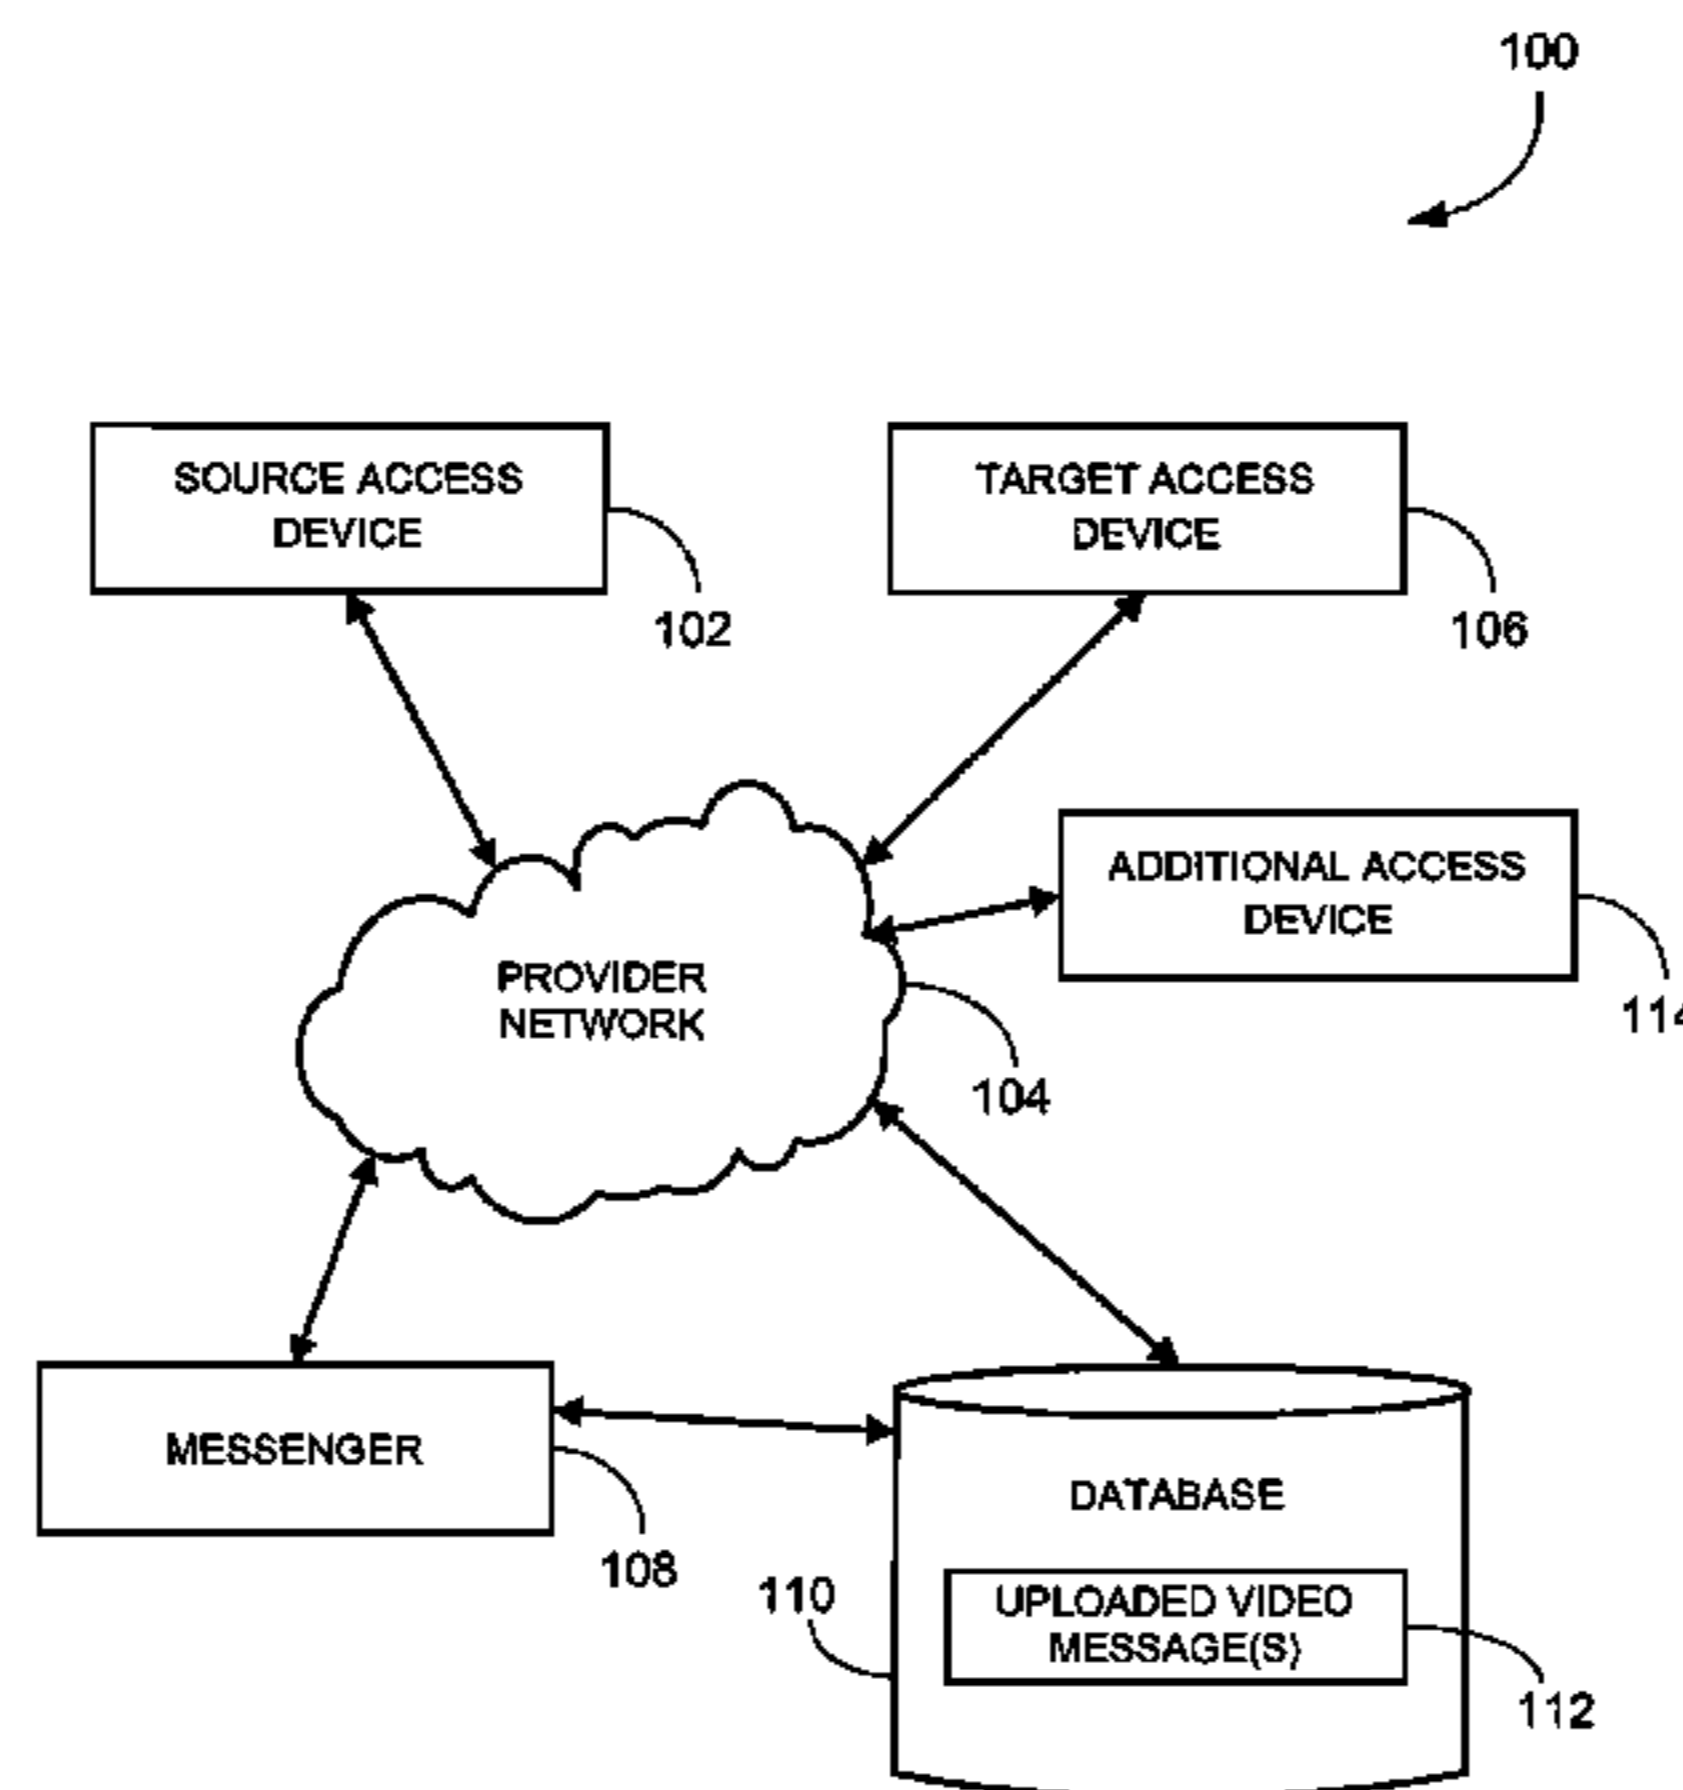 100
SOURCE ACCESS
DEVICE
102
TARGET ACCESS
DEVICE
106
ADDITIONAL ACCESS
DEVICE
114
PROVIDER
NETWORK
104
MESSENGER
108
DATABASE
110
UPLOADED VIDEO
MESSAGE(S)
112